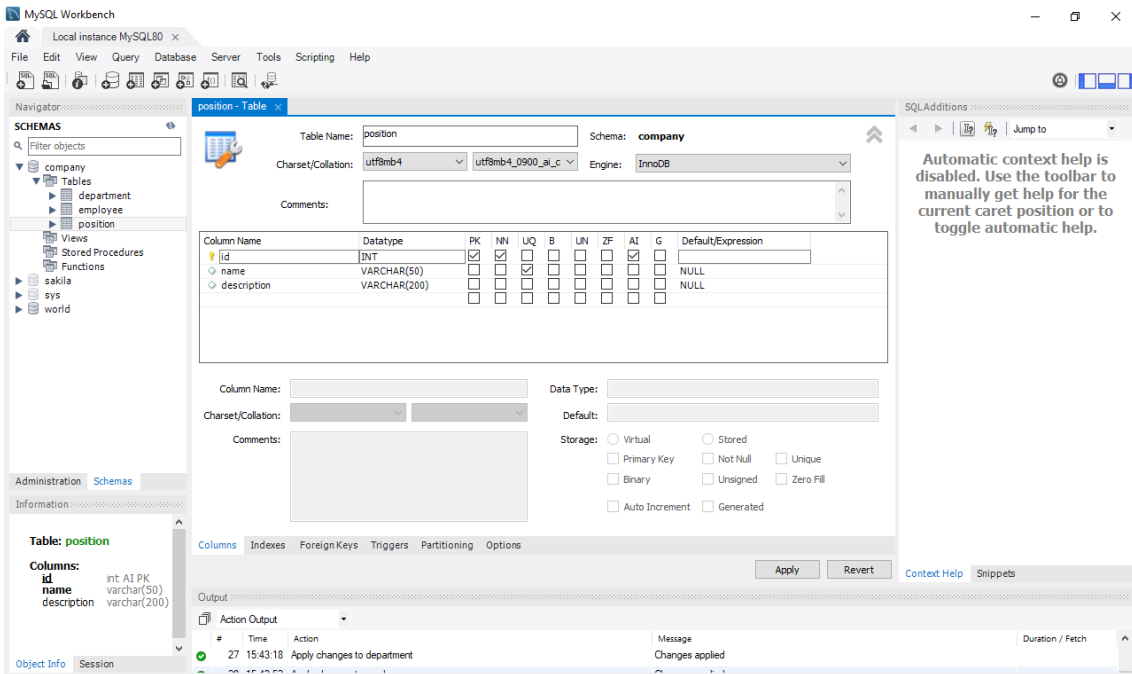 MySQL Workbench
Local instance MySQL80
File Edit View Query Database Server Tools Scripting Help
Navigator
SCHEMAS
Filter objects
company
Tables
department
employee
position
Views
Stored Procedures
Functions
sakila
sys
world
Administration Schemas
Information
Table: position
Columns:
id int AI PK
name varchar(50)
description varchar(200)
Object Info Session
position - Table
Table Name: position Schema: company
Charset/Collation: utf8mb4 utf8mb4_0900_ai_c Engine: InnoDB
Comments:
Column Name Datatype PK NN UQ B UN ZF AI G Default/Expression
id INT
name VARCHAR(50) NULL
description VARCHAR(200) NULL
Column Name: Data Type:
Charset/Collation: Default:
Comments: Storage: Virtual Stored
Primary Key Not Null Unique
Binary Unsigned Zero Fill
Auto Increment Generated
Columns Indexes Foreign Keys Triggers Partitioning Options
Apply Revert
Output
Action Output
# Time Action Message Duration / Fetch
27 15:43:18 Apply changes to department Changes applied
SQLAdditions
Jump to
Automatic context help is
disabled. Use the toolbar to
manually get help for the
current caret position or to
toggle automatic help.
Context Help Snippets